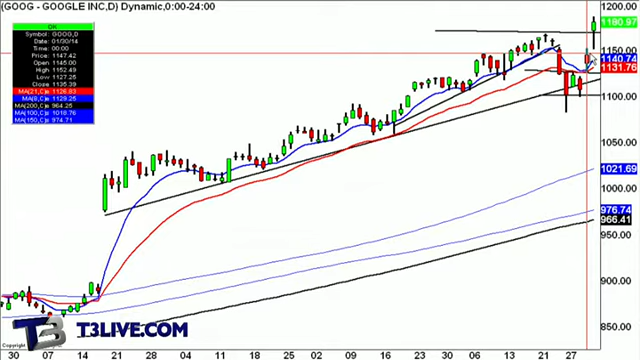 (GOOG - GOOGLE INC,D) Dynamic,0:00-24:00
OK
Symbol: GOOG,D
Date: 01/30/14
Time: 00:00
Price: 1147.42
Open: 1145.00
High: 1152.49
Low: 1127.25
Close: 1135.39
MA(21,C)= 1126.83
MA(8,C)= 1129.25
MA(200,C)= 964.25
MA(100,C)= 1018.76
MA(150,C)= 974.71
1200.00
1180.97
1150.00
1140.74
1131.76
1100.00
1021.69
976.74
966.41
950.00
900.00
850.00
30 07 14 21 28 04 11 18 25 02 09 16 23 30 06 13 21 27
T3 T3LIVE.COM